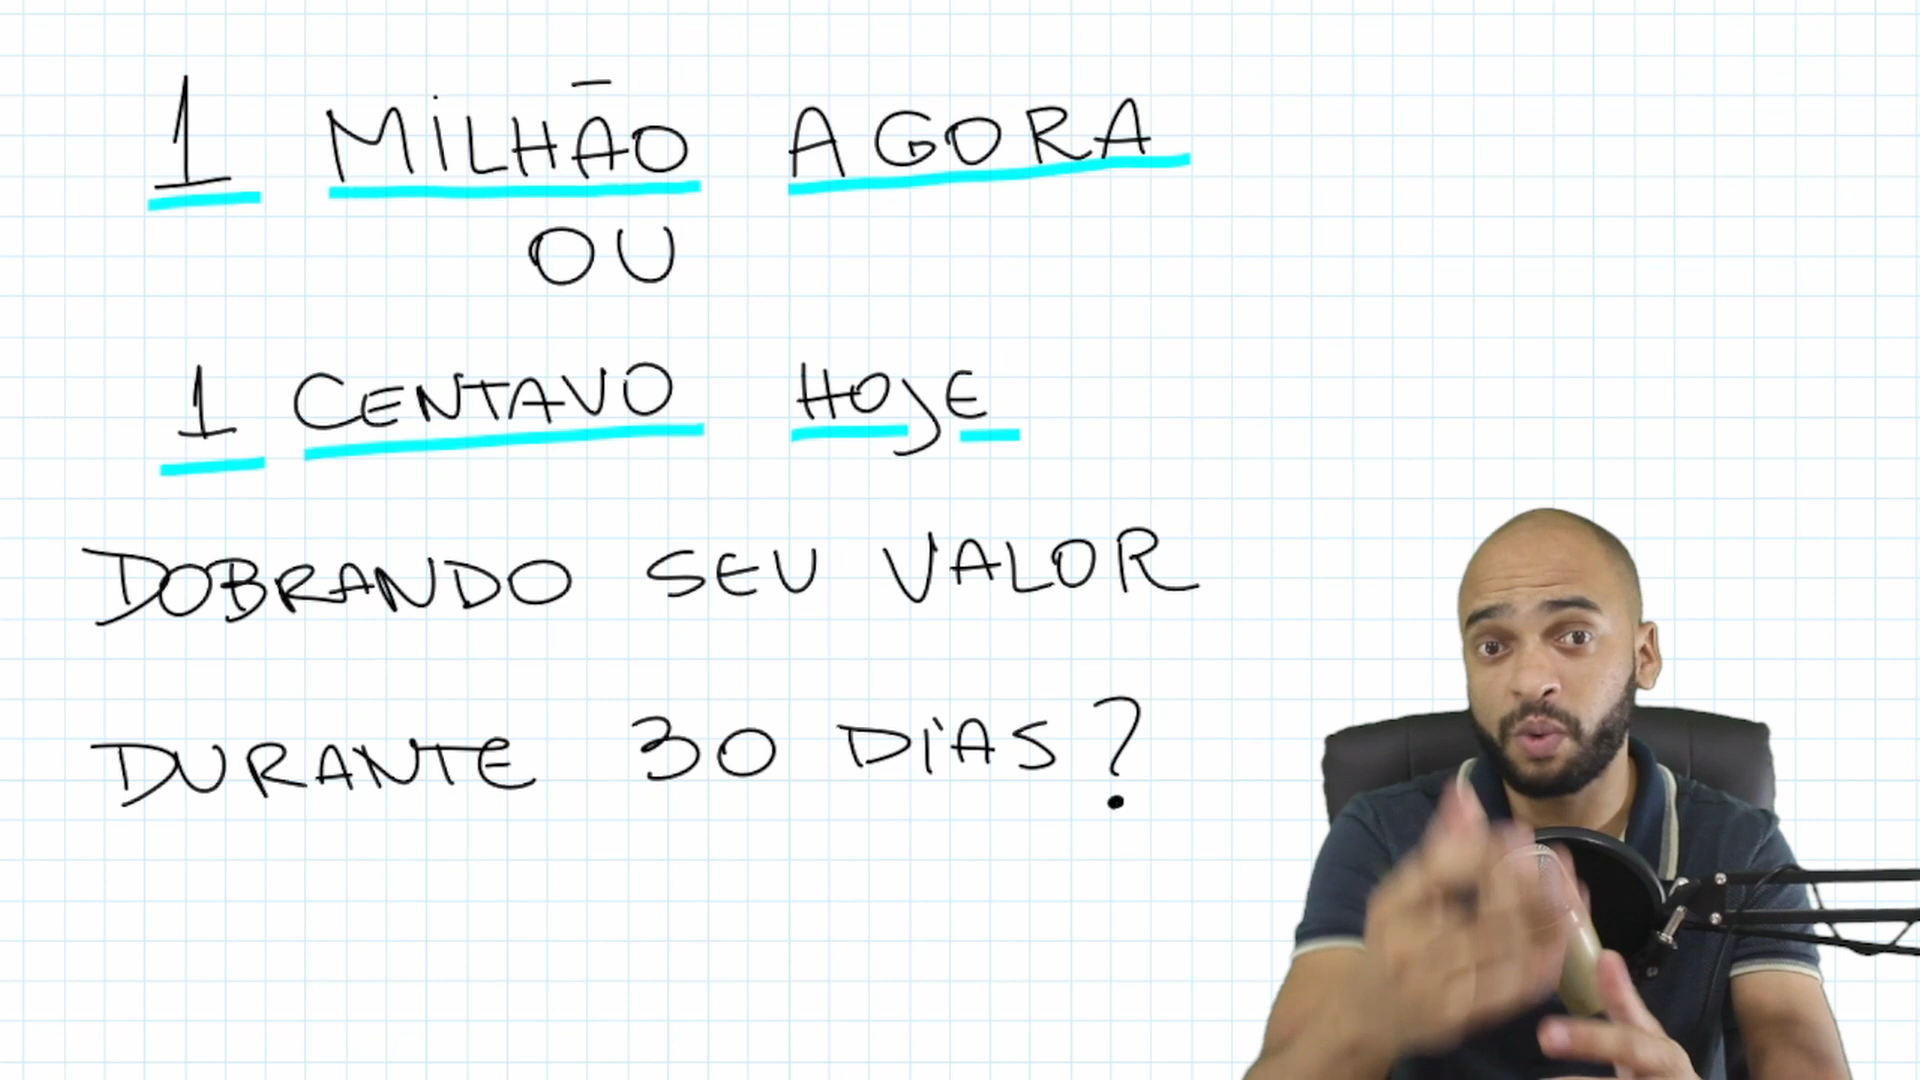 1 MiLHÃO AGORA
OU
1 CENTAVO HOJE
DOBRANDO SEU VALOR
DURANTE 30 DiAS?